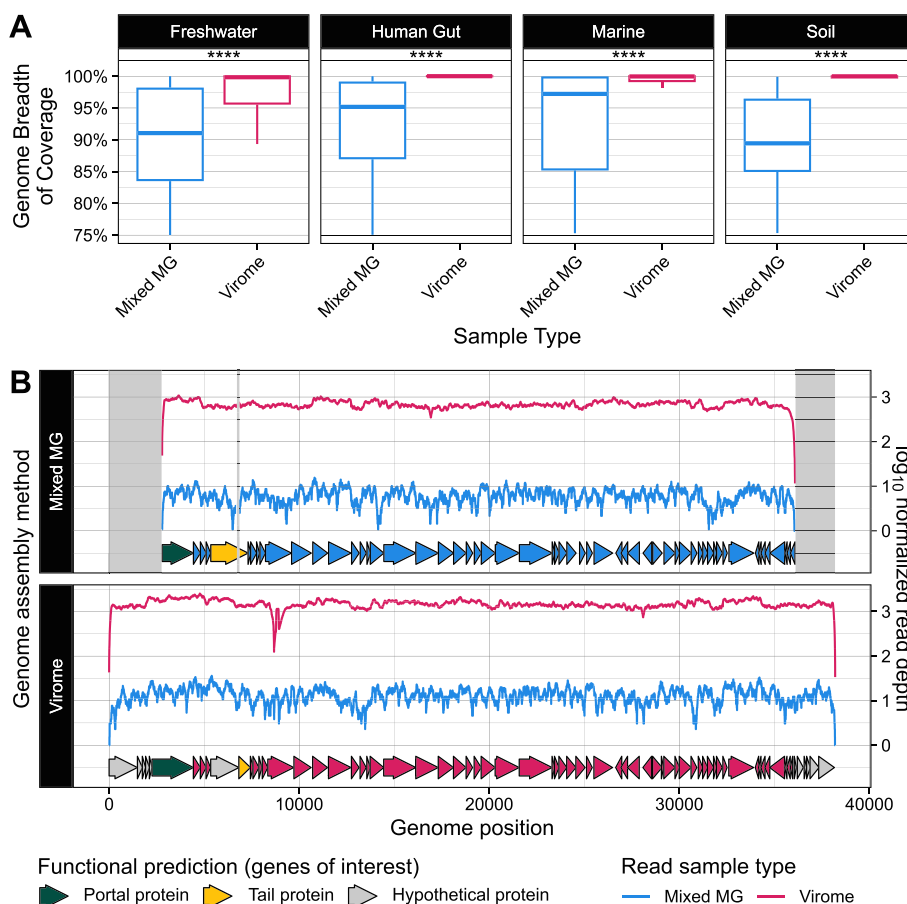 A
Freshwater
Human Gut
Marine
Soil
****
****
****
****
Genome Breadth
of Coverage
100%
95%
90%
85%
80%
75%
Mixed MG
Virome
Mixed MG
Virome
Mixed MG
Virome
Mixed MG
Virome
Sample Type
B
Genome assembly method
Mixed MG
Virome
3
2
1
0
3
2
1
0
log10 normalized read depth
0
10000
20000
30000
40000
Genome position
Functional prediction (genes of interest)
Portal protein
Tail protein
Hypothetical protein
Read sample type
Mixed MG
Virome